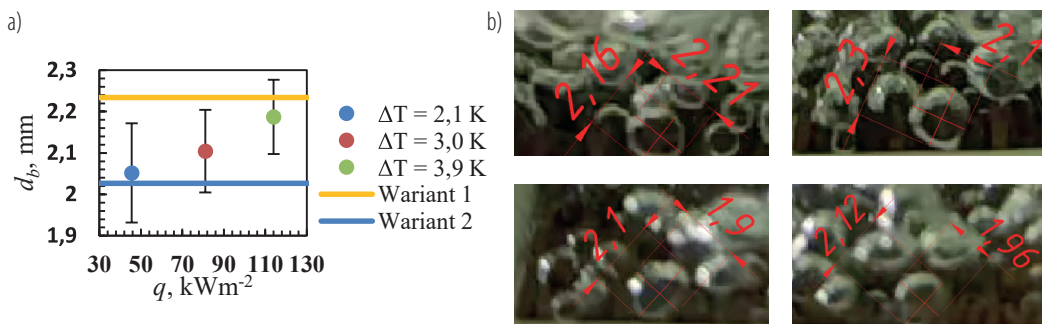 a)
2,3
2,2
2,1
2
1,9
d_b, mm
30 50 70 90 110 130
q, kWm-2
ΔT = 2,1 K
ΔT = 3,0 K
ΔT = 3,9 K
Wariant 1
Wariant 2
b)
2,16
2,21
2,3
2,1
2,1
1,9
2,12
1,96